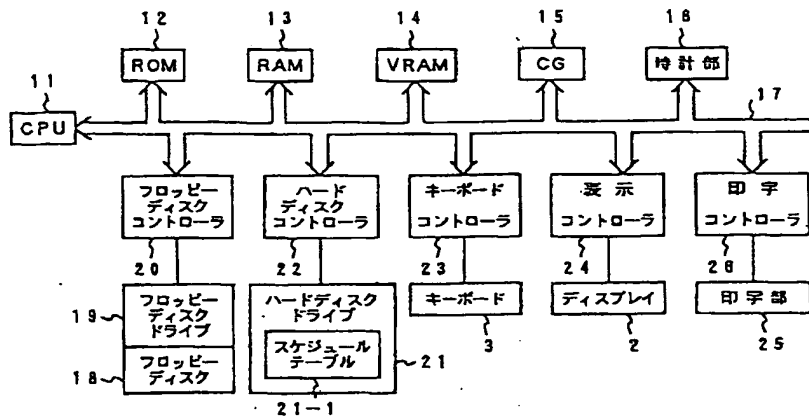 12
13
14
15
16
ROM
RAM
VRAM
CG
時計部
11
17
CPU
フロッピー
ディスク
コントローラ
ハード
ディスク
コントローラ
キーボード
コントローラ
表示
コントローラ
印字
コントローラ
20
22
23
24
26
19
フロッピー
ディスク
ドライブ
ハードディスク
ドライブ
キーボード
ディスプレイ
印字部
スケジュール
テーブル
21
3
2
25
18
フロッピー
ディスク
21-1